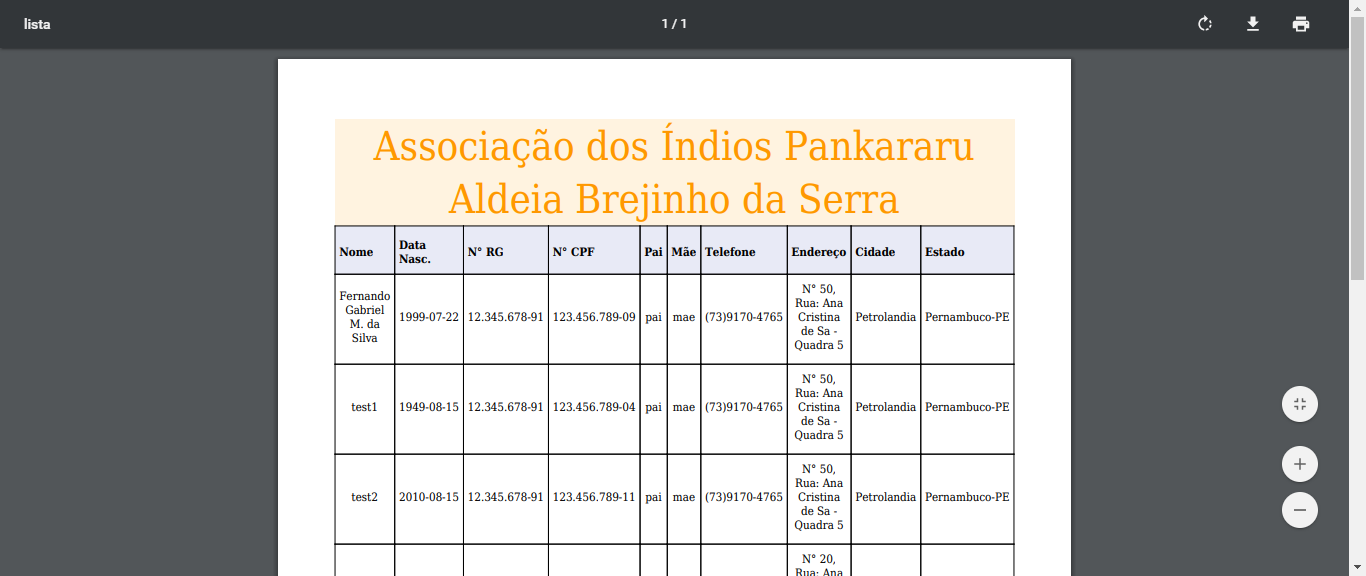 lista
1 / 1
Associação dos Índios Pankararu
Aldeia Brejinho da Serra
Nome Data Nasc. N° RG N° CPF Pai Mãe Telefone Endereço Cidade Estado
Fernando Gabriel M. da Silva 1999-07-22 12.345.678-91 123.456.789-09 pai mae (73)9170-4765 N° 50, Rua: Ana Cristina de Sa - Quadra 5 Petrolandia Pernambuco-PE
test1 1949-08-15 12.345.678-91 123.456.789-04 pai mae (73)9170-4765 N° 50, Rua: Ana Cristina de Sa - Quadra 5 Petrolandia Pernambuco-PE
test2 2010-08-15 12.345.678-91 123.456.789-11 pai mae (73)9170-4765 N° 50, Rua: Ana Cristina de Sa - Quadra 5 Petrolandia Pernambuco-PE
N° 20,
Rua: Ana